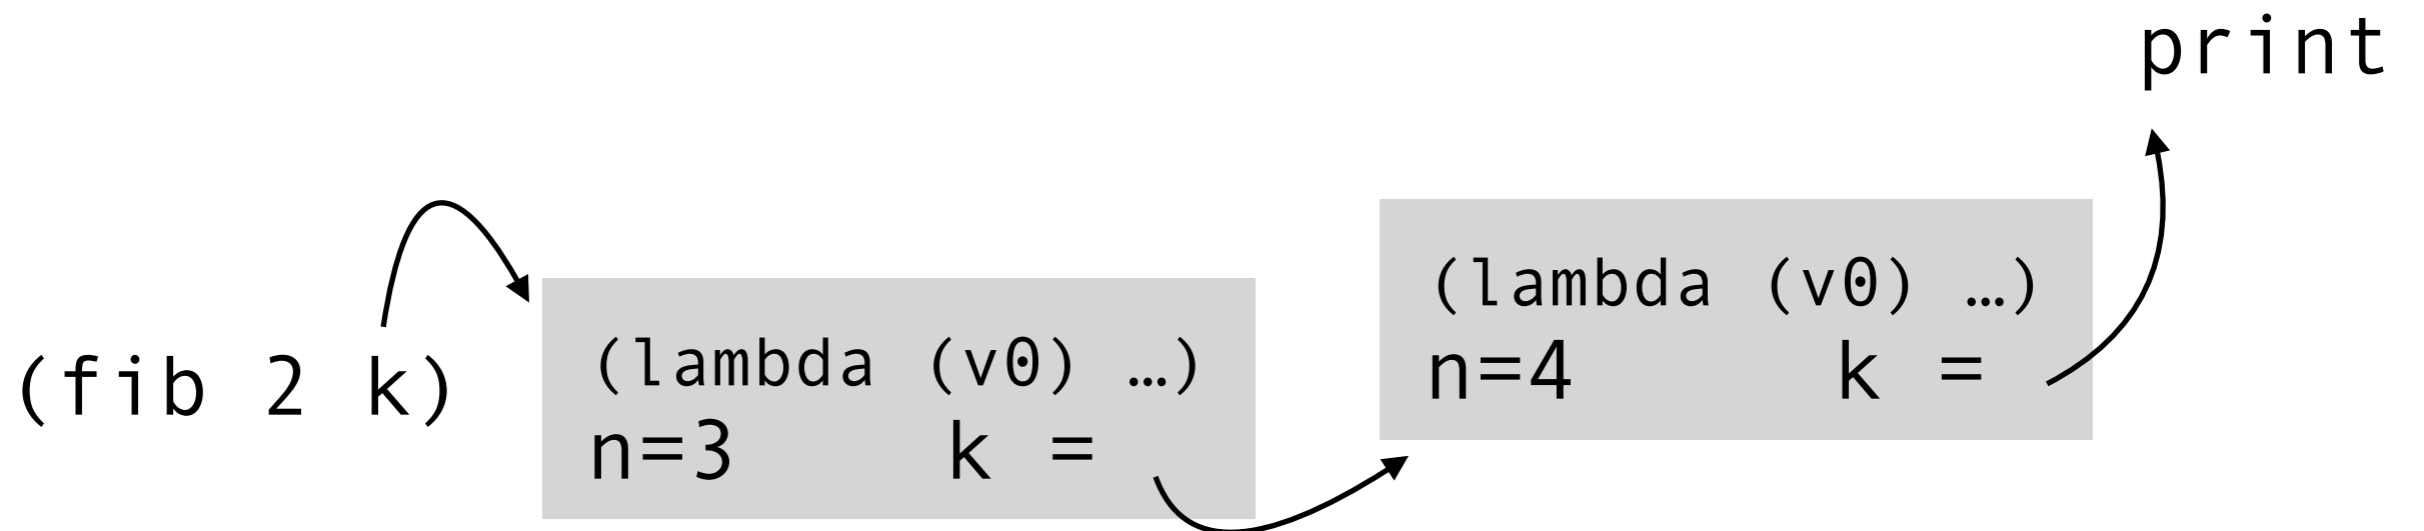 print
(fib 2 k)
(lambda (v0) …)
n=3 k =
(lambda (v0) …)
n=4 k =